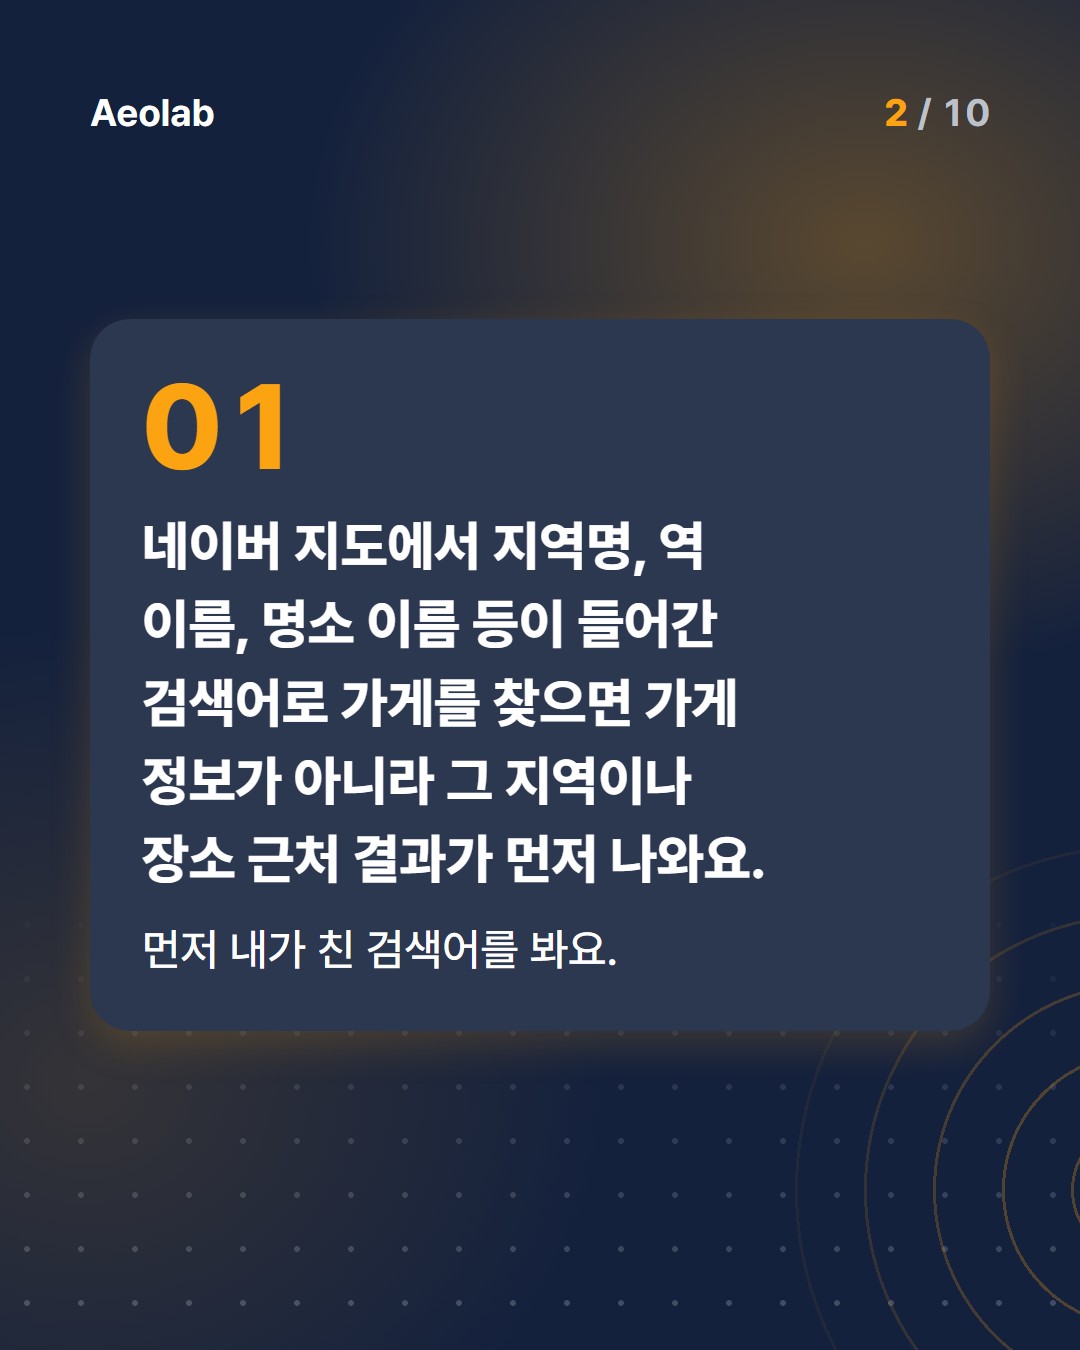 Aeolab
2 / 10
01
네이버 지도에서 지역명, 역
이름, 명소 이름 등이 들어간
검색어로 가게를 찾으면 가게
정보가 아니라 그 지역이나
장소 근처 결과가 먼저 나와요.
먼저 내가 친 검색어를 봐요.